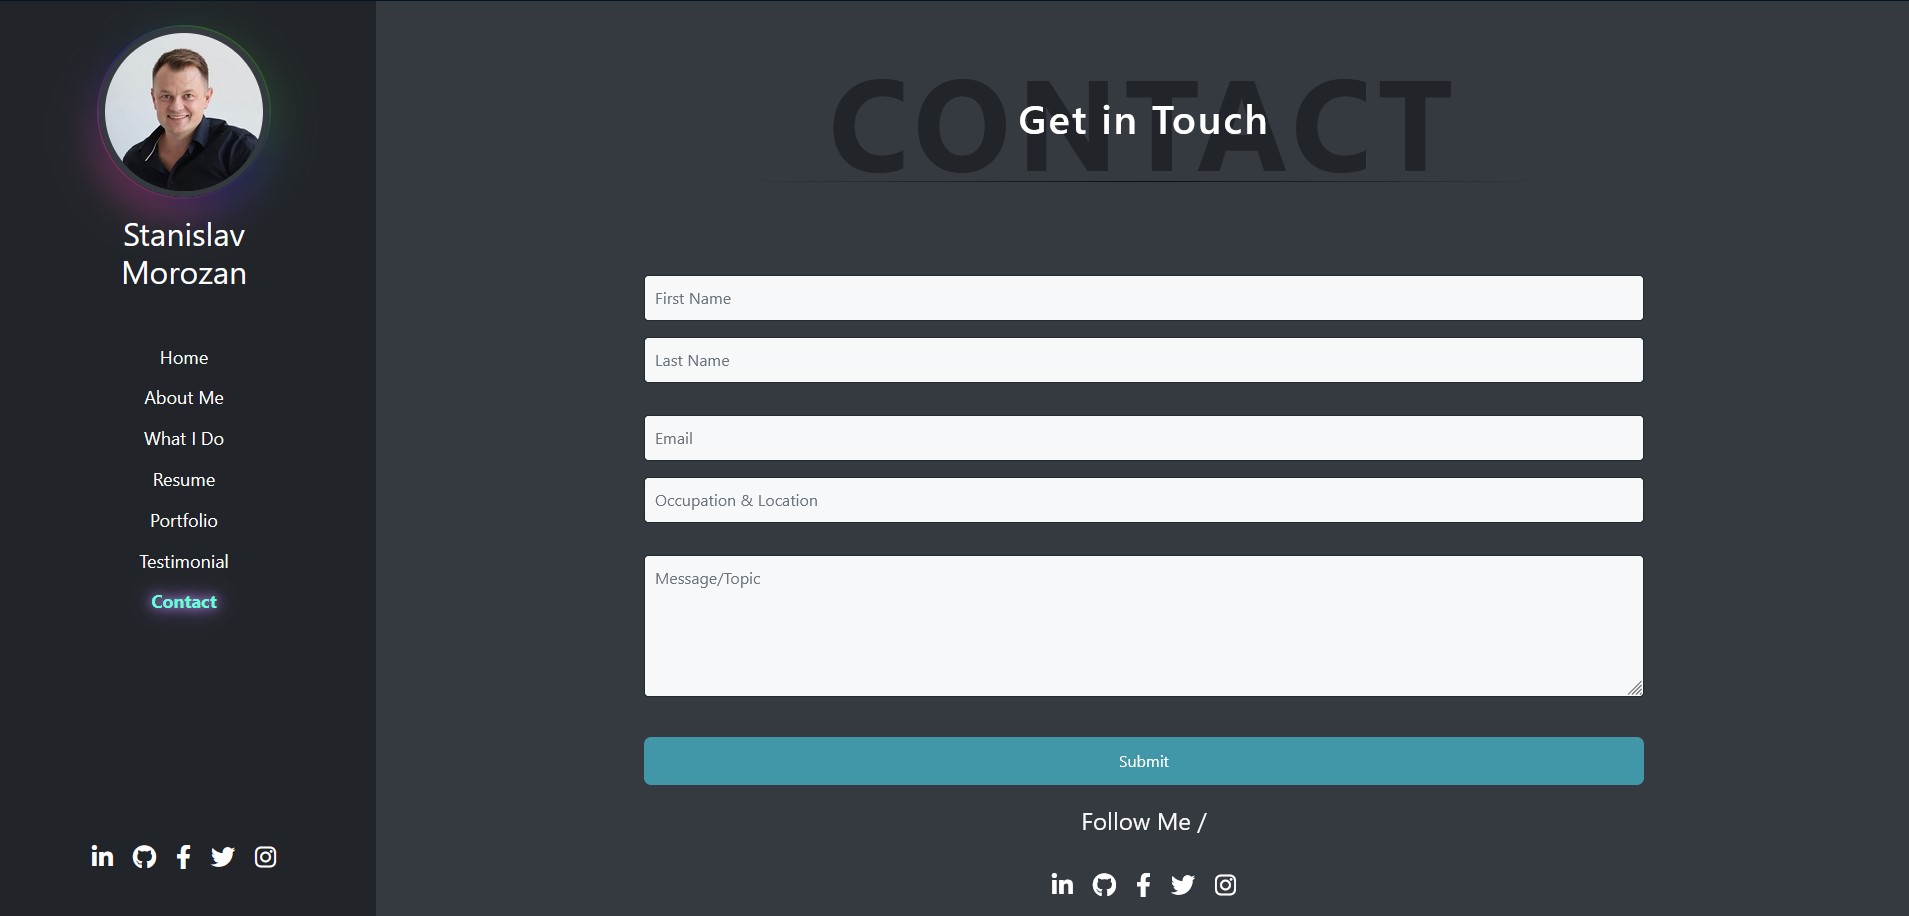 Stanislav
Morozan
Home
About Me
What I Do
Resume
Portfolio
Testimonial
Contact
CONTACT
Get in Touch
First Name
Last Name
Email
Occupation & Location
Message/Topic
Submit
Follow Me /